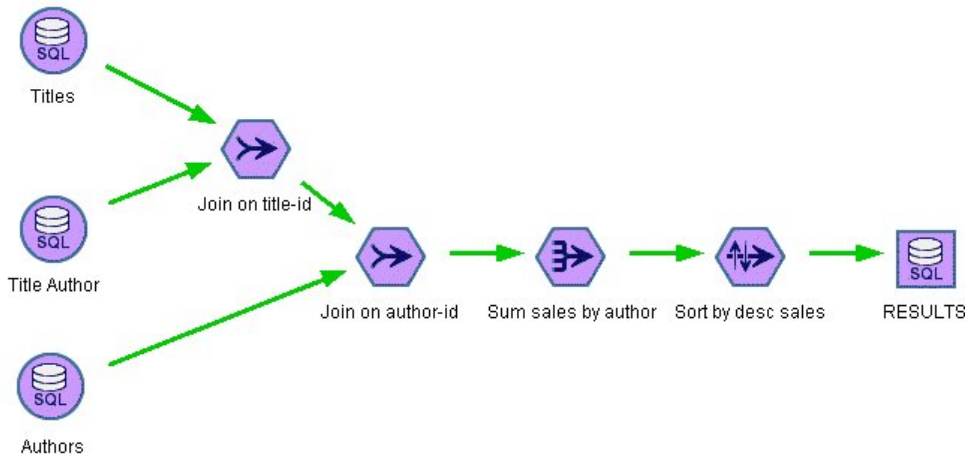 SQL
Titles
Join on title-id
SQL
Title Author
Join on author-id
Sum sales by author
Sort by desc sales
SQL
RESULTS
SQL
Authors